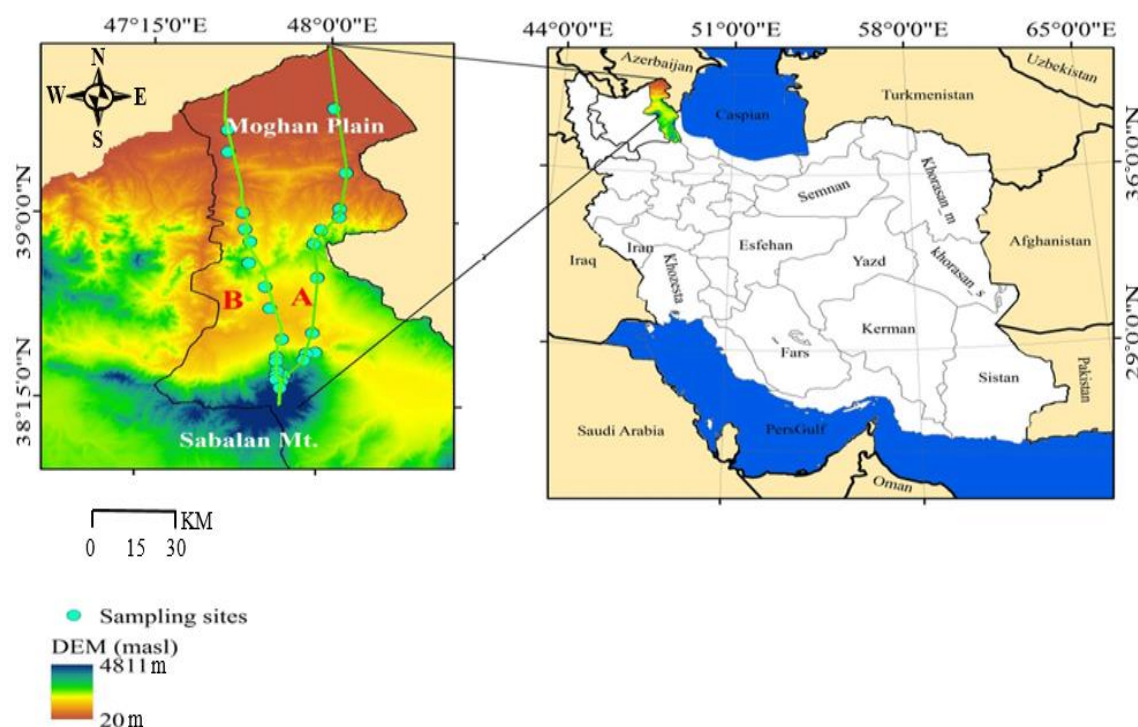 47°15'0"E
48°0'0"E
N
W
E
S
Moghan Plain
39°0'0"N
38°15'0"N
B
A
Sabalan Mt.
KM
0 15 30
Sampling sites
DEM (masl)
4811m
20m
44°0'0"E
51°0'0"E
58°0'0"E
65°0'0"E
Azerbaijan
Uzbekistan
Caspian
Turkmenistan
36°0'0"N
Semnan
Khorasan_m
Iran
Esfehan
Afghanistan
Iraq
Khozesta
Yazd
khorasan_s
Kerman
29°0'0"N
Fars
Sistan
Pakistan
Saudi Arabia
PersGulf
Oman